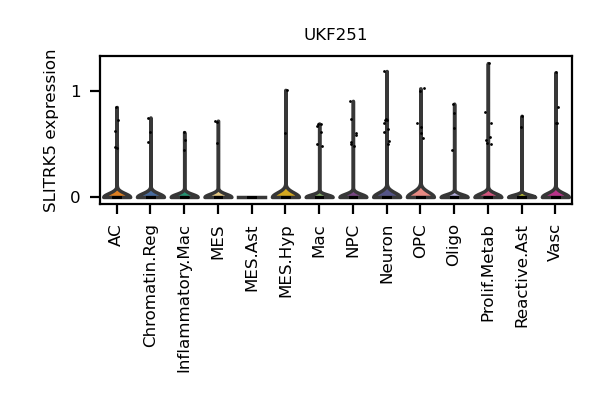 UKF251
SLITRK5 expression
1
0
AC
Chromatin.Reg
Inflammatory.Mac
MES
MES.Ast
MES.Hyp
Mac
NPC
Neuron
OPC
Oligo
Prolif.Metab
Reactive.Ast
Vasc